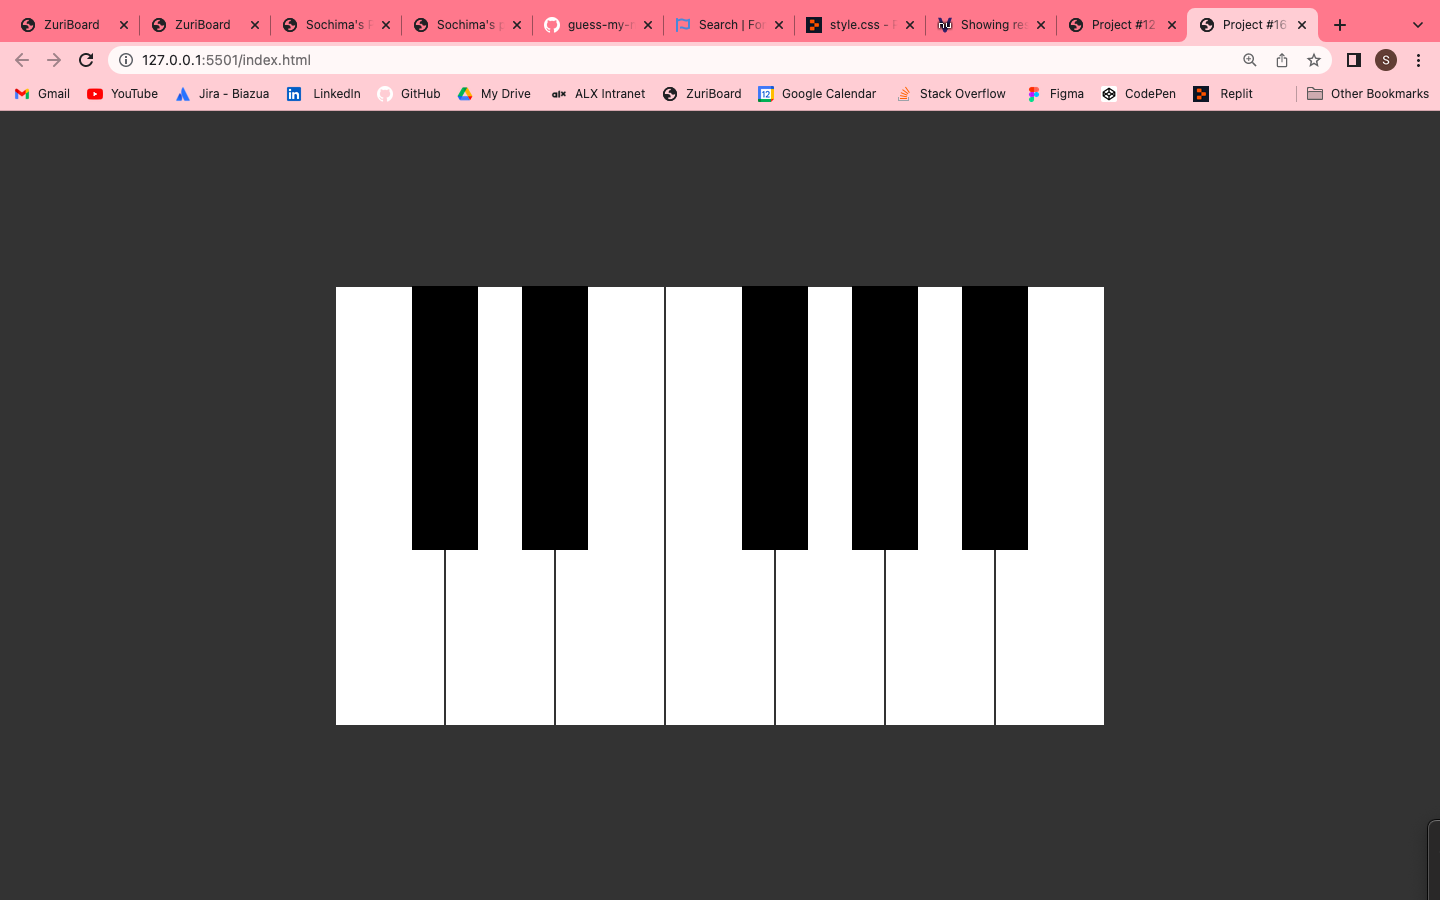 ZuriBoard ZuriBoard Sochima's Sochima's guess-my- Search | style.css - Showing Project #12 Project #16
127.0.0.1:5501/index.html S
Gmail YouTube Jira - Biazua LinkedIn GitHub My Drive alx ALX Intranet ZuriBoard 12 Google Calendar Stack Overflow Figma CodePen Replit Other Bookmarks